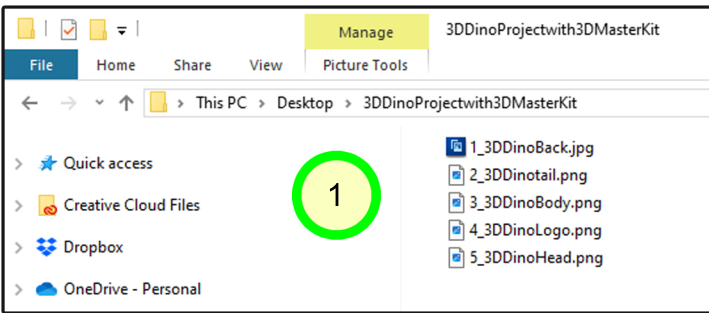 Manage
3DDinoProjectwith3DMasterKit
File
Home
Share
View
Picture Tools
This PC > Desktop > 3DDinoProjectwith3DMasterKit
Quick access
Creative Cloud Files
Dropbox
OneDrive - Personal
1
1_3DDinoBack.jpg
2_3DDinotail.png
3_3DDinoBody.png
4_3DDinoLogo.png
5_3DDinoHead.png